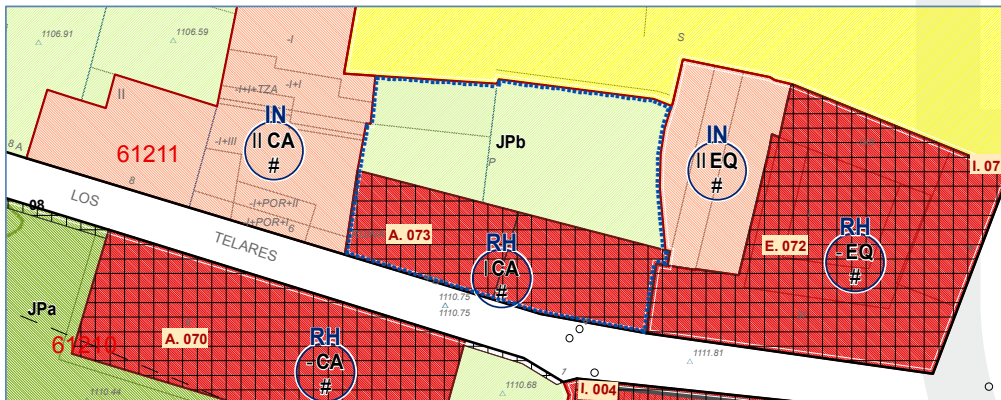 1106.91
1106.59
S
-I
-I+I
-I+I+TZA
II
IN
II CA
#
-I+III
8 A
61211
8
JPb
P
IN
II EQ
#
I. 07
-I+POR+II
-I+POR+I
6
LOS
TELARES
08
A. 073
RH
I CA
#
E. 072
RH
- EQ
#
1110.75
1110.75
JPa
61210
A. 070
RH
- CA
#
1111.81
1
1110.68
1110.44
I. 004